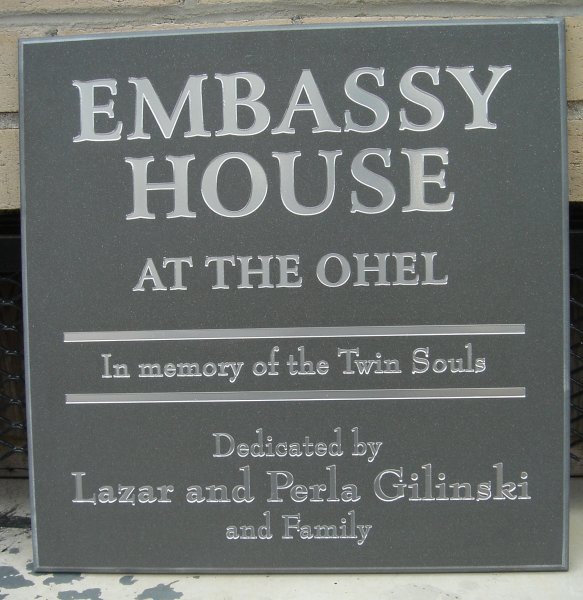 EMBASSY
HOUSE
AT THE OHEL
In memory of the Twin Souls
Dedicated by
Lazar and Perla Gilinski
and Family